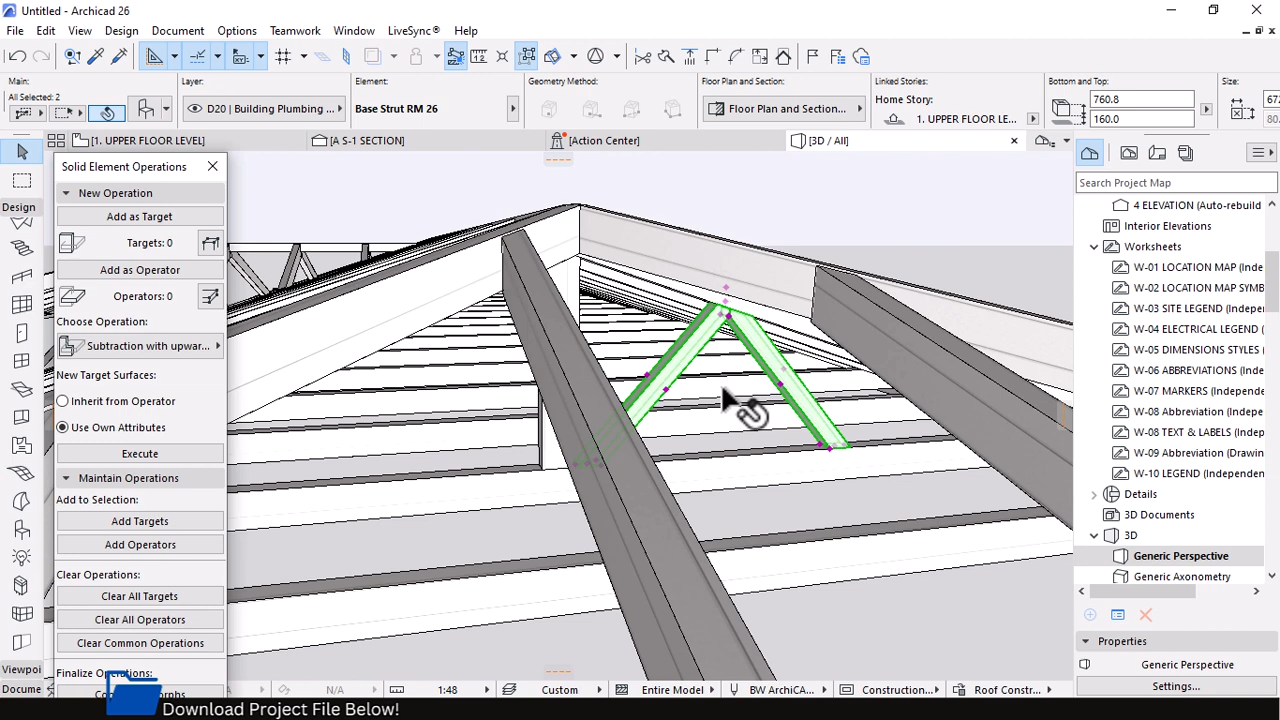 Untitled - Archicad 26
File Edit View Design Document Options Teamwork Window LiveSync® Help
Main: Layer: Element: Geometry Method: Floor Plan and Section: Linked Stories: Bottom and Top: Size:
All Selected: 2
D20 | Building Plumbing ...
Base Strut RM 26
Floor Plan and Section...
Home Story:
1. UPPER FLOOR LE...
760.8
160.0
[1. UPPER FLOOR LEVEL]
[A S-1 SECTION]
[Action Center]
[3D / All]
Solid Element Operations
New Operation
Add as Target
Targets: 0
Add as Operator
Operators: 0
Choose Operation:
Subtraction with upwar...
New Target Surfaces:
Inherit from Operator
Use Own Attributes
Execute
Maintain Operations
Add to Selection:
Add Targets
Add Operators
Clear Operations:
Clear All Targets
Clear All Operators
Clear Common Operations
Finalize Operations:
Design
Viewpoi
Docume
Search Project Map
4 ELEVATION (Auto-rebuild
Interior Elevations
Worksheets
W-01 LOCATION MAP (Inde
W-02 LOCATION MAP SYMB
W-03 SITE LEGEND (Indepen
W-04 ELECTRICAL LEGEND (
W-05 DIMENSIONS STYLES (
W-06 ABBREVIATIONS (Inde
W-07 MARKERS (Independe
W-08 Abbreviation (Indepen
W-08 TEXT & LABELS (Indep
W-09 Abbreviation (Drawin
W-10 LEGEND (Independen
Details
3D Documents
3D
Generic Perspective
Generic Axonometry
Properties
Generic Perspective
Settings...
N/A
1:48
Custom
Entire Model
BW ArchiCA...
Construction...
Roof Constr...
Download Project File Below!